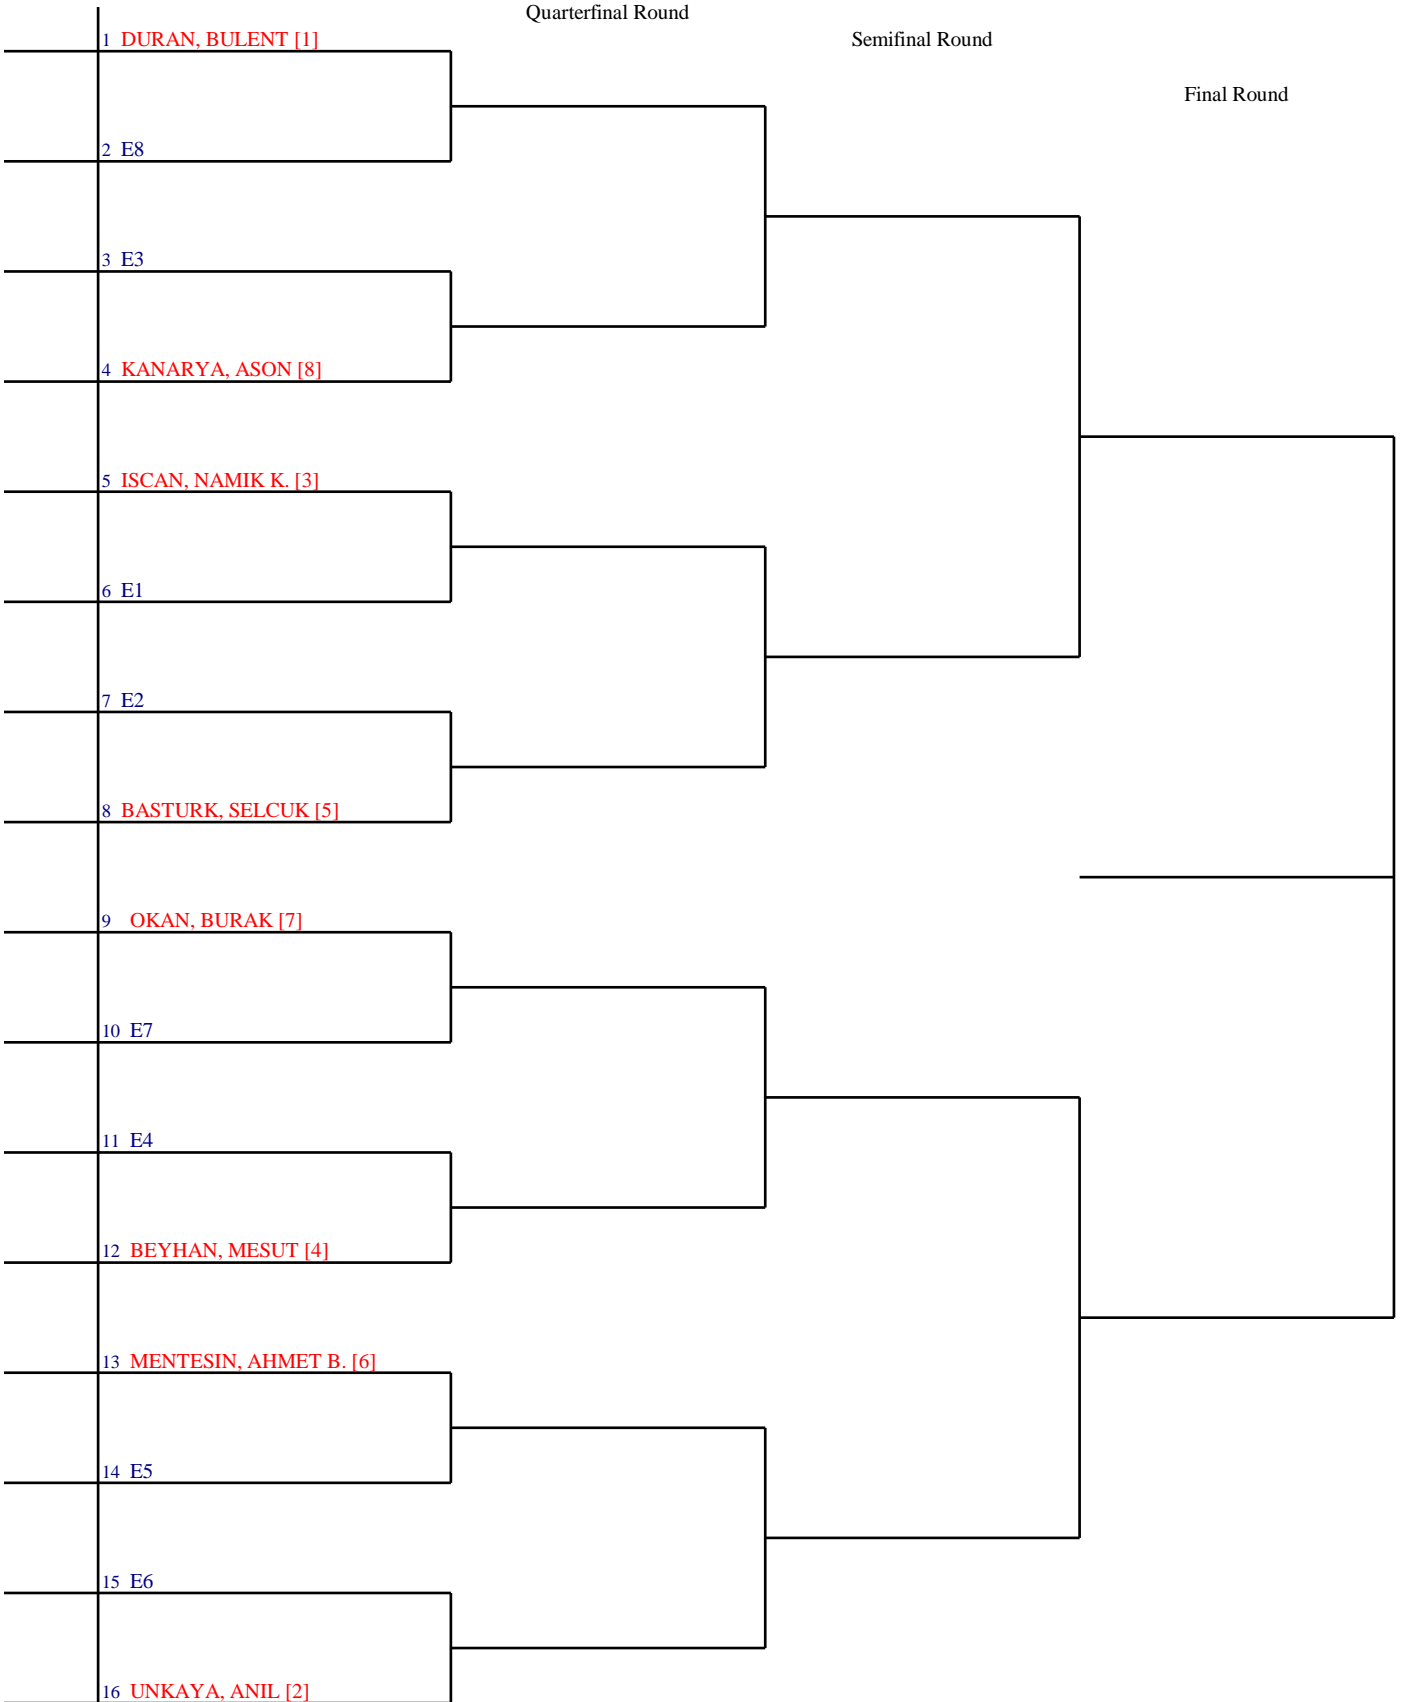 Quarterfinal Round
Semifinal Round
Final Round
1 DURAN, BULENT [1]
2 E8
3 E3
4 KANARYA, ASON [8]
5 ISCAN, NAMIK K. [3]
6 E1
7 E2
8 BASTURK, SELCUK [5]
9 OKAN, BURAK [7]
10 E7
11 E4
12 BEYHAN, MESUT [4]
13 MENTESIN, AHMET B. [6]
14 E5
15 E6
16 UNKAYA, ANIL [2]